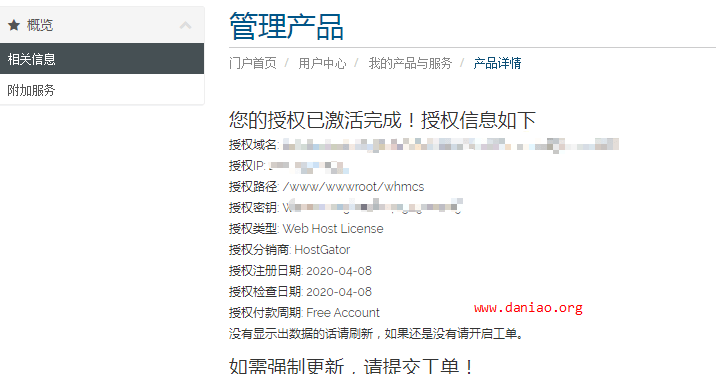 概览
相关信息
附加服务
管理产品
门户首页 / 用户中心 / 我的产品与服务 / 产品详情
您的授权已激活完成！授权信息如下
授权域名:
授权IP:
授权路径: /www/wwwroot/whmcs
授权密钥:
授权类型: Web Host License
授权分销商: HostGator
授权注册日期: 2020-04-08
授权检查日期: 2020-04-08
授权付款周期: Free Account
www.daniao.org
没有显示出数据的话请刷新，如果还是没有请开启工单。
如需强制更新，请提交工单！